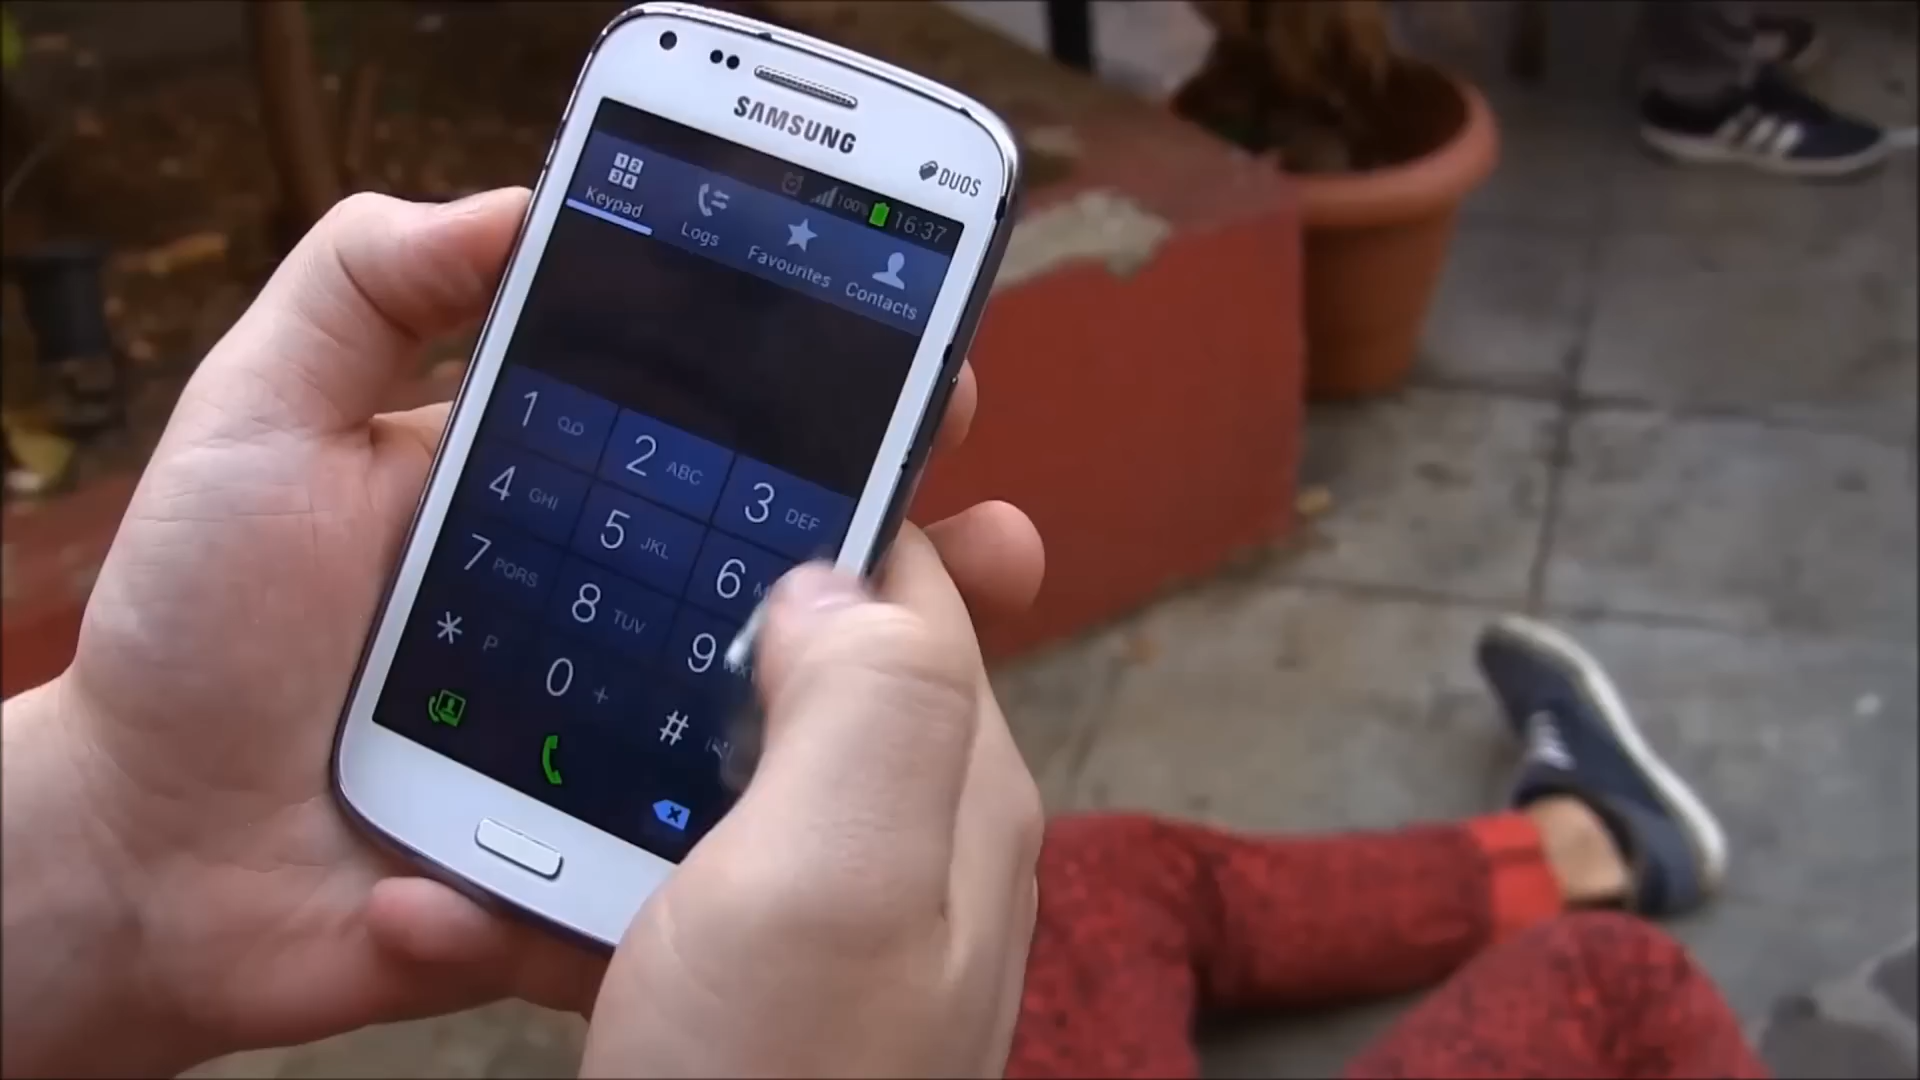 SAMSUNG
DUOS
100% 16:37
Keypad
Logs
Favourites
Contacts
1
2 ABC
3 DEF
4 GHI
5 JKL
6
7 PQRS
8 TUV
9
* P
0 +
#